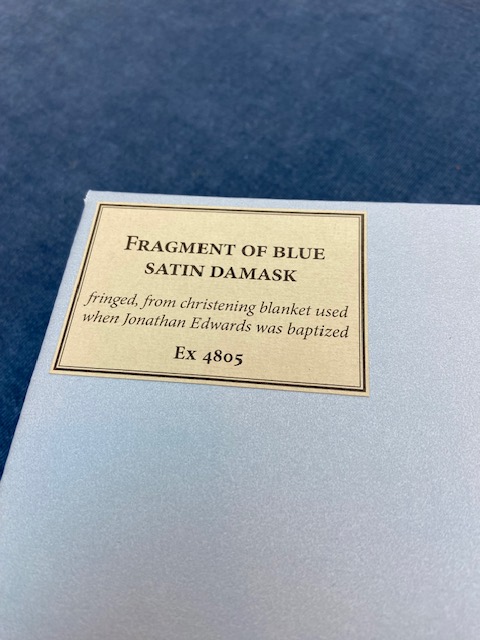 FRAGMENT OF BLUE
SATIN DAMASK
fringed, from christening blanket used
when Jonathan Edwards was baptized
Ex 4805